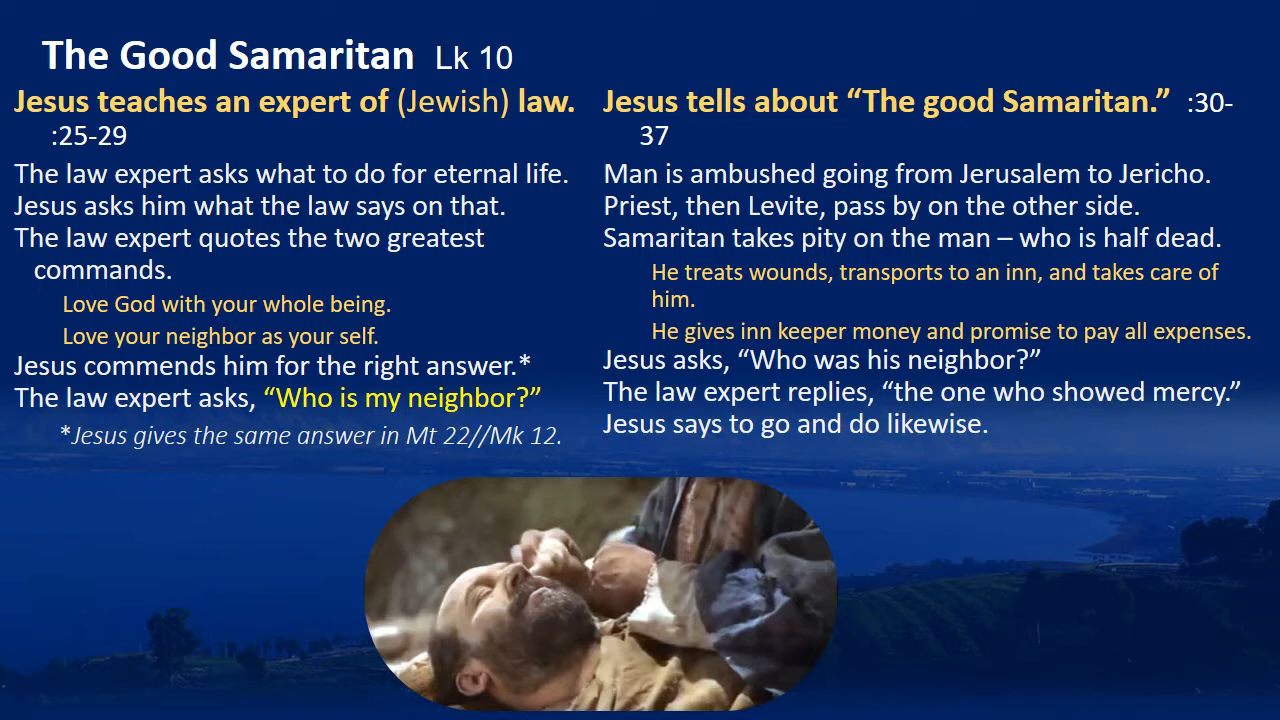 The Good Samaritan Lk 10
Jesus teaches an expert of (Jewish) law.
:25-29
The law expert asks what to do for eternal life.
Jesus asks him what the law says on that.
The law expert quotes the two greatest
commands.
Love God with your whole being.
Love your neighbor as your self.
Jesus commends him for the right answer.*
The law expert asks, “Who is my neighbor?”
*Jesus gives the same answer in Mt 22//Mk 12.
Jesus tells about “The good Samaritan.” :30-
37
Man is ambushed going from Jerusalem to Jericho.
Priest, then Levite, pass by on the other side.
Samaritan takes pity on the man – who is half dead.
He treats wounds, transports to an inn, and takes care of
him.
He gives inn keeper money and promise to pay all expenses.
Jesus asks, “Who was his neighbor?”
The law expert replies, “the one who showed mercy.”
Jesus says to go and do likewise.